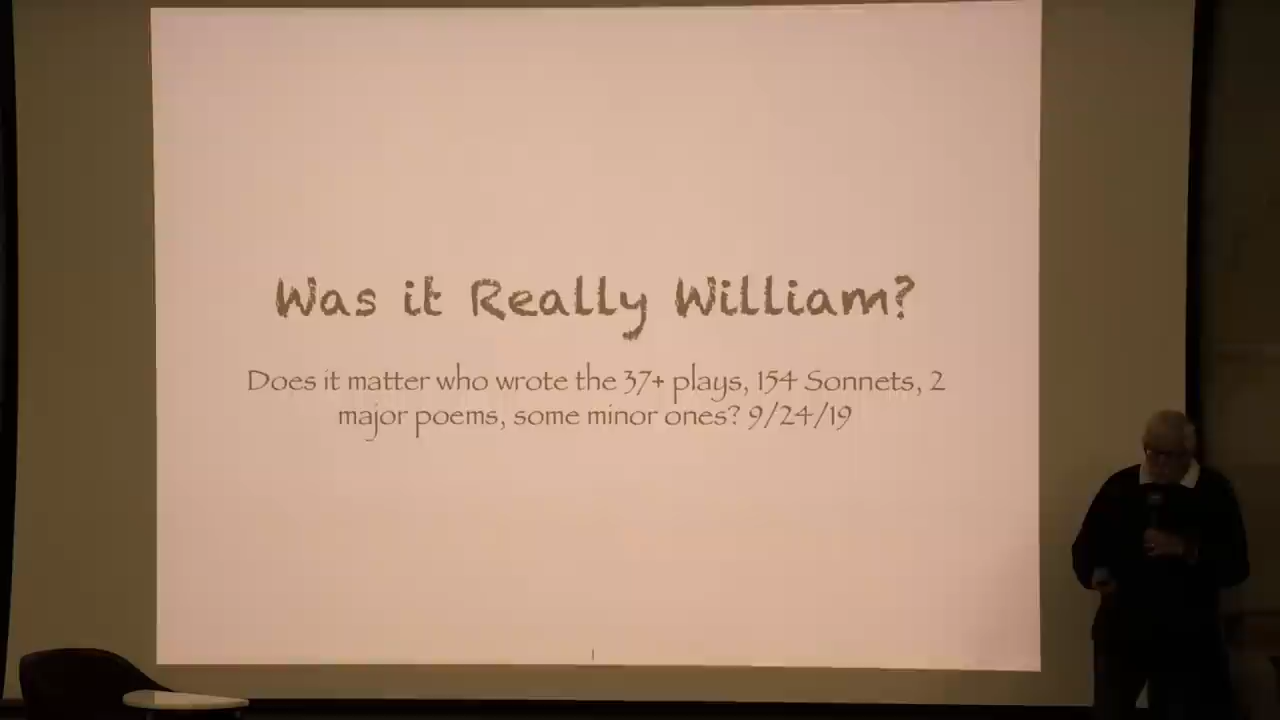 Was it Really William?
Does it matter who wrote the 37+ plays, 154 Sonnets, 2
major poems, some minor ones? 9/24/19
1